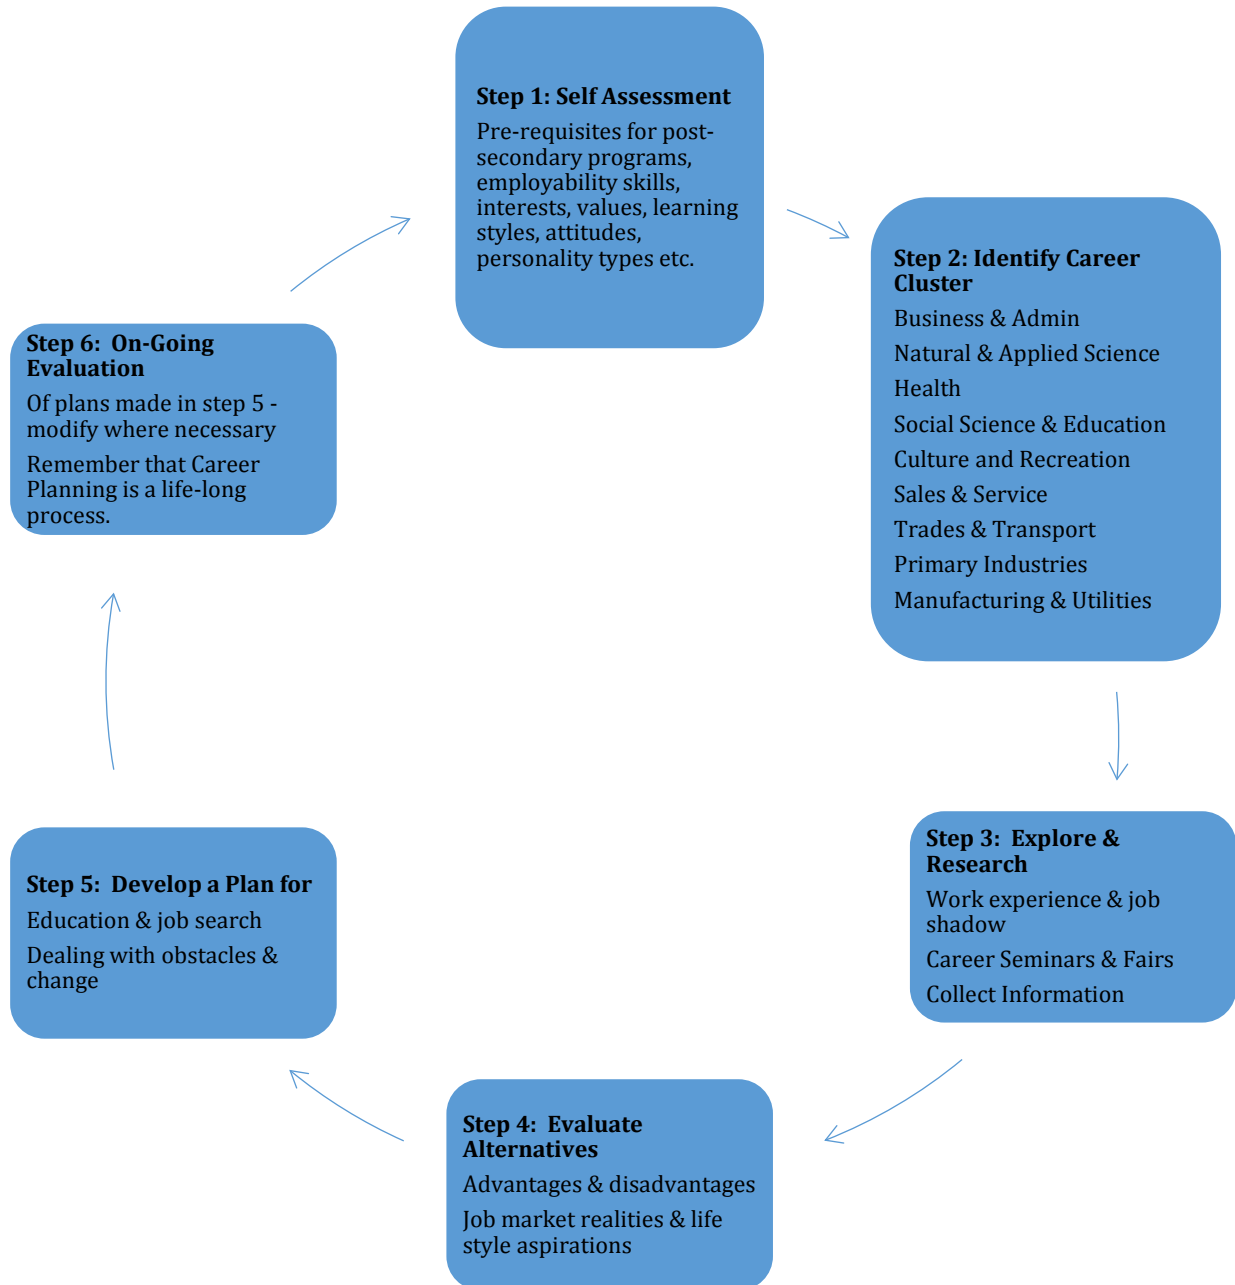 Step 1: Self Assessment
Pre-requisites for post-
secondary programs,
employability skills,
interests, values, learning
styles, attitudes,
personality types etc.
Step 2: Identify Career
Cluster
Business & Admin
Natural & Applied Science
Health
Social Science & Education
Culture and Recreation
Sales & Service
Trades & Transport
Primary Industries
Manufacturing & Utilities
Step 3:  Explore &
Research
Work experience & job
shadow
Career Seminars & Fairs
Collect Information
Step 4:  Evaluate
Alternatives
Advantages & disadvantages
Job market realities & life
style aspirations
Step 5:  Develop a Plan for
Education & job search
Dealing with obstacles &
change
Step 6:  On-Going
Evaluation
Of plans made in step 5 -
modify where necessary
Remember that Career
Planning is a life-long
process.